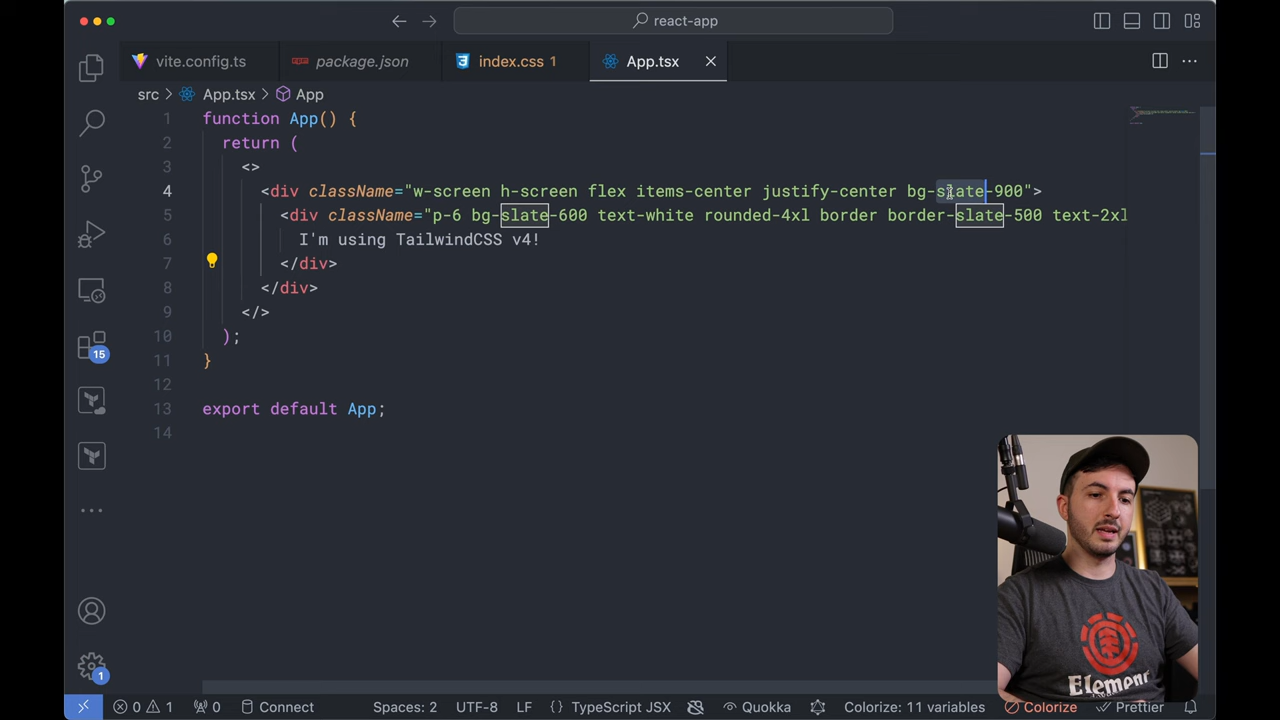 react-app
vite.config.ts
package.json
index.css 1
App.tsx
src > App.tsx > App
1 function App() {
2 return (
3 <>
4 <div className="w-screen h-screen flex items-center justify-center bg-slate-900">
5 <div className="p-6 bg-slate-600 text-white rounded-4xl border border-slate-500 text-2xl
6 I'm using TailwindCSS v4!
7 </div>
8 </div>
9 </>
10 );
11 }
12
13 export default App;
14
15
1
Element
0 1 0 Connect Spaces: 2 UTF-8 LF {} TypeScript JSX Quokka Colorize: 11 variables Colorize Prettier